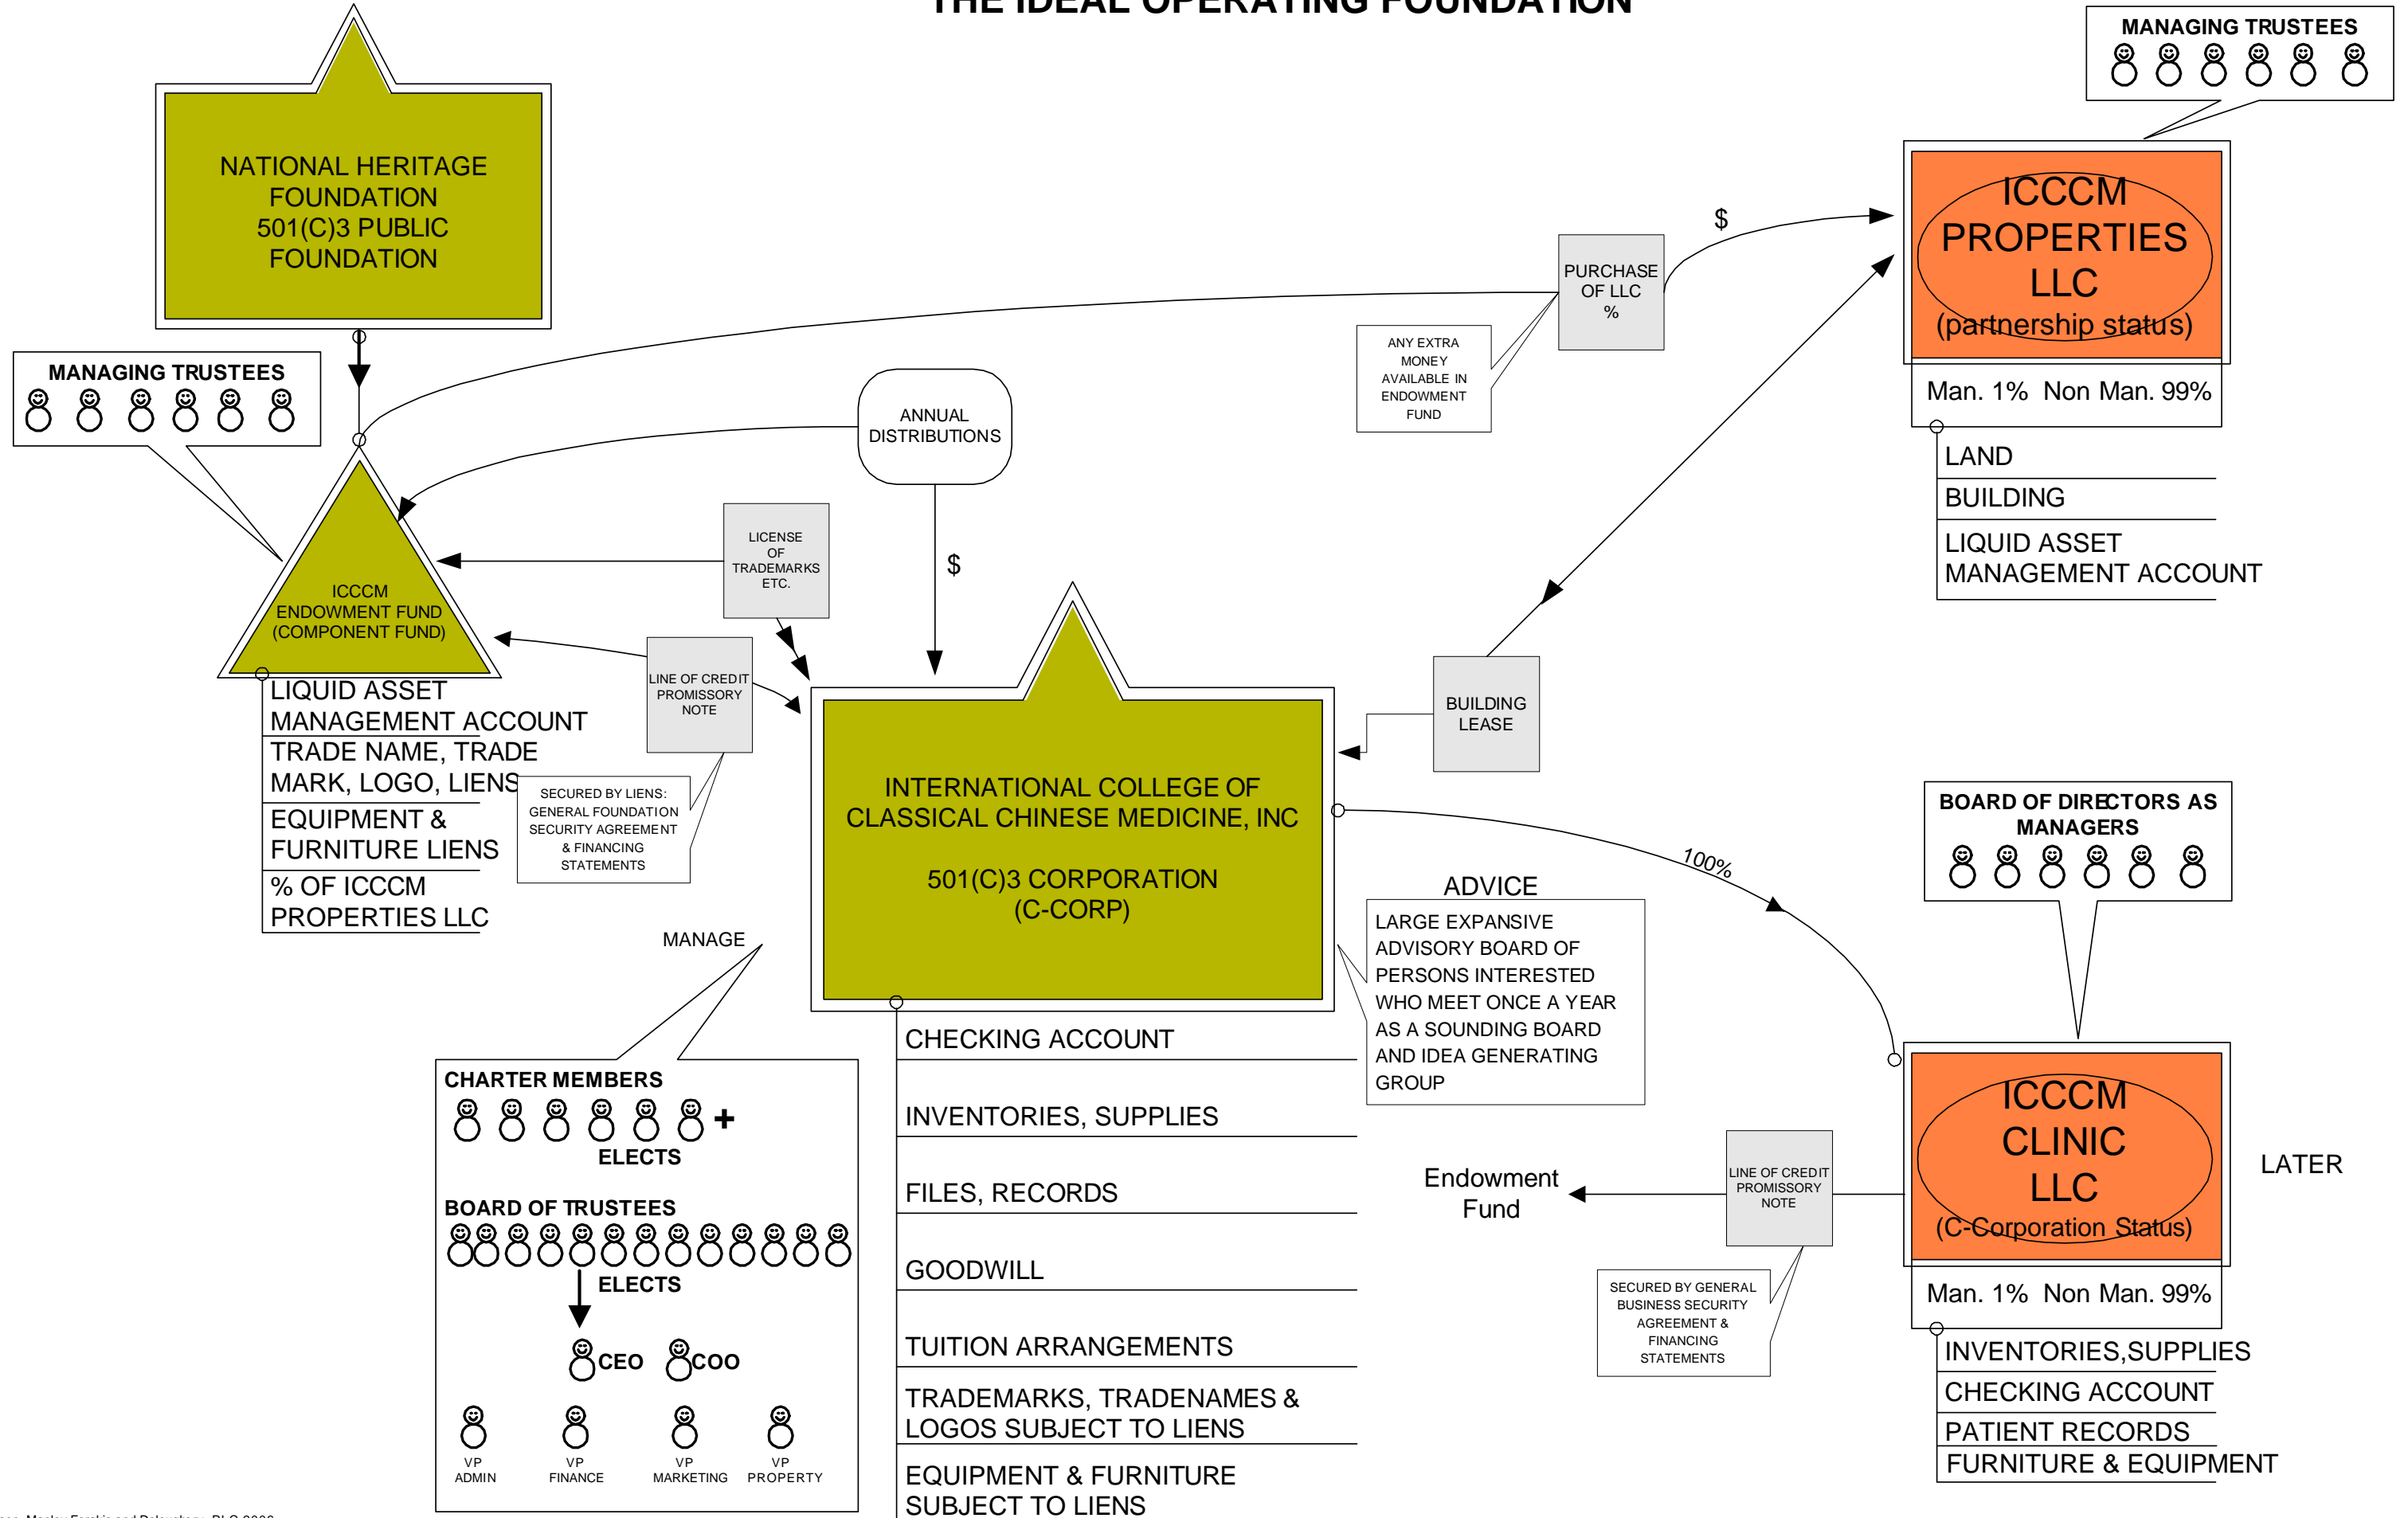 THE IDEAL OPERATING FOUNDATION
NATIONAL HERITAGE
FOUNDATION
501(C)3 PUBLIC
FOUNDATION
MANAGING TRUSTEES
ICCCM
ENDOWMENT FUND
(COMPONENT FUND)
LIQUID ASSET
MANAGEMENT ACCOUNT
TRADE NAME, TRADE
MARK, LOGO, LIENS
EQUIPMENT &
FURNITURE LIENS
% OF ICCCM
PROPERTIES LLC
ANNUAL
DISTRIBUTIONS
$
LICENSE
OF
TRADEMARKS
ETC.
LINE OF CREDIT
PROMISSORY
NOTE
SECURED BY LIENS:
GENERAL FOUNDATION
SECURITY AGREEMENT
& FINANCING
STATEMENTS
PURCHASE
OF LLC
%
$
ANY EXTRA
MONEY
AVAILABLE IN
ENDOWMENT
FUND
MANAGING TRUSTEES
ICCCM
PROPERTIES
LLC
(partnership status)
Man. 1% Non Man. 99%
LAND
BUILDING
LIQUID ASSET
MANAGEMENT ACCOUNT
BUILDING
LEASE
INTERNATIONAL COLLEGE OF
CLASSICAL CHINESE MEDICINE, INC
501(C)3 CORPORATION
(C-CORP)
CHECKING ACCOUNT
INVENTORIES, SUPPLIES
FILES, RECORDS
GOODWILL
TUITION ARRANGEMENTS
TRADEMARKS, TRADENAMES &
LOGOS SUBJECT TO LIENS
EQUIPMENT & FURNITURE
SUBJECT TO LIENS
MANAGE
CHARTER MEMBERS
+
ELECTS
BOARD OF TRUSTEES
ELECTS
CEO COO
VP
ADMIN
VP
FINANCE
VP
MARKETING
VP
PROPERTY
ADVICE
LARGE EXPANSIVE
ADVISORY BOARD OF
PERSONS INTERESTED
WHO MEET ONCE A YEAR
AS A SOUNDING BOARD
AND IDEA GENERATING
GROUP
100%
BOARD OF DIRECTORS AS
MANAGERS
ICCCM
CLINIC
LLC
(C-Corporation Status)
LATER
Man. 1% Non Man. 99%
INVENTORIES,SUPPLIES
CHECKING ACCOUNT
PATIENT RECORDS
FURNITURE & EQUIPMENT
LINE OF CREDIT
PROMISSORY
NOTE
Endowment
Fund
SECURED BY GENERAL
BUSINESS SECURITY
AGREEMENT &
FINANCING
STATEMENTS